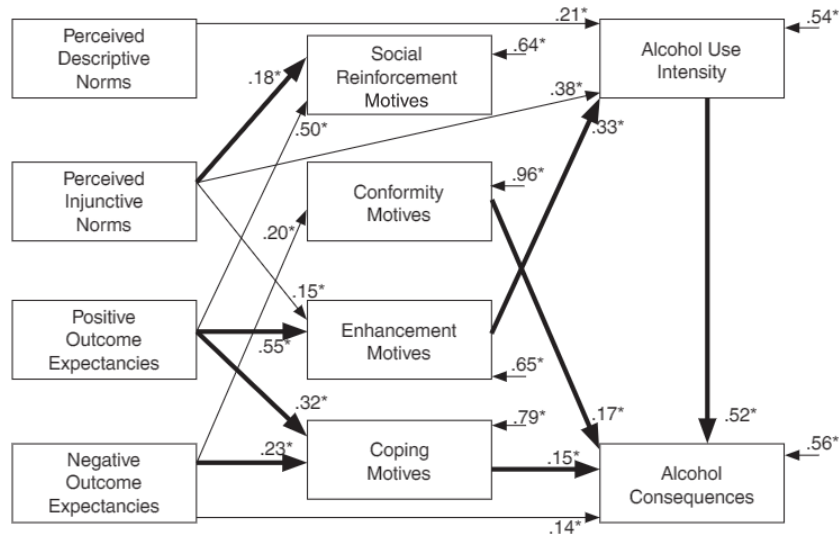 Perceived
Descriptive
Norms
Perceived
Injunctive
Norms
Positive
Outcome
Expectancies
Negative
Outcome
Expectancies
Social
Reinforcement
Motives
Conformity
Motives
Enhancement
Motives
Coping
Motives
Alcohol Use
Intensity
Alcohol
Consequences
.21*
.54*
.64*
.18*
.38*
.50*
.33*
.96*
.20*
.15*
.55*
.65*
.32*
.79*
.17*
.52*
.23*
.15*
.56*
.14*